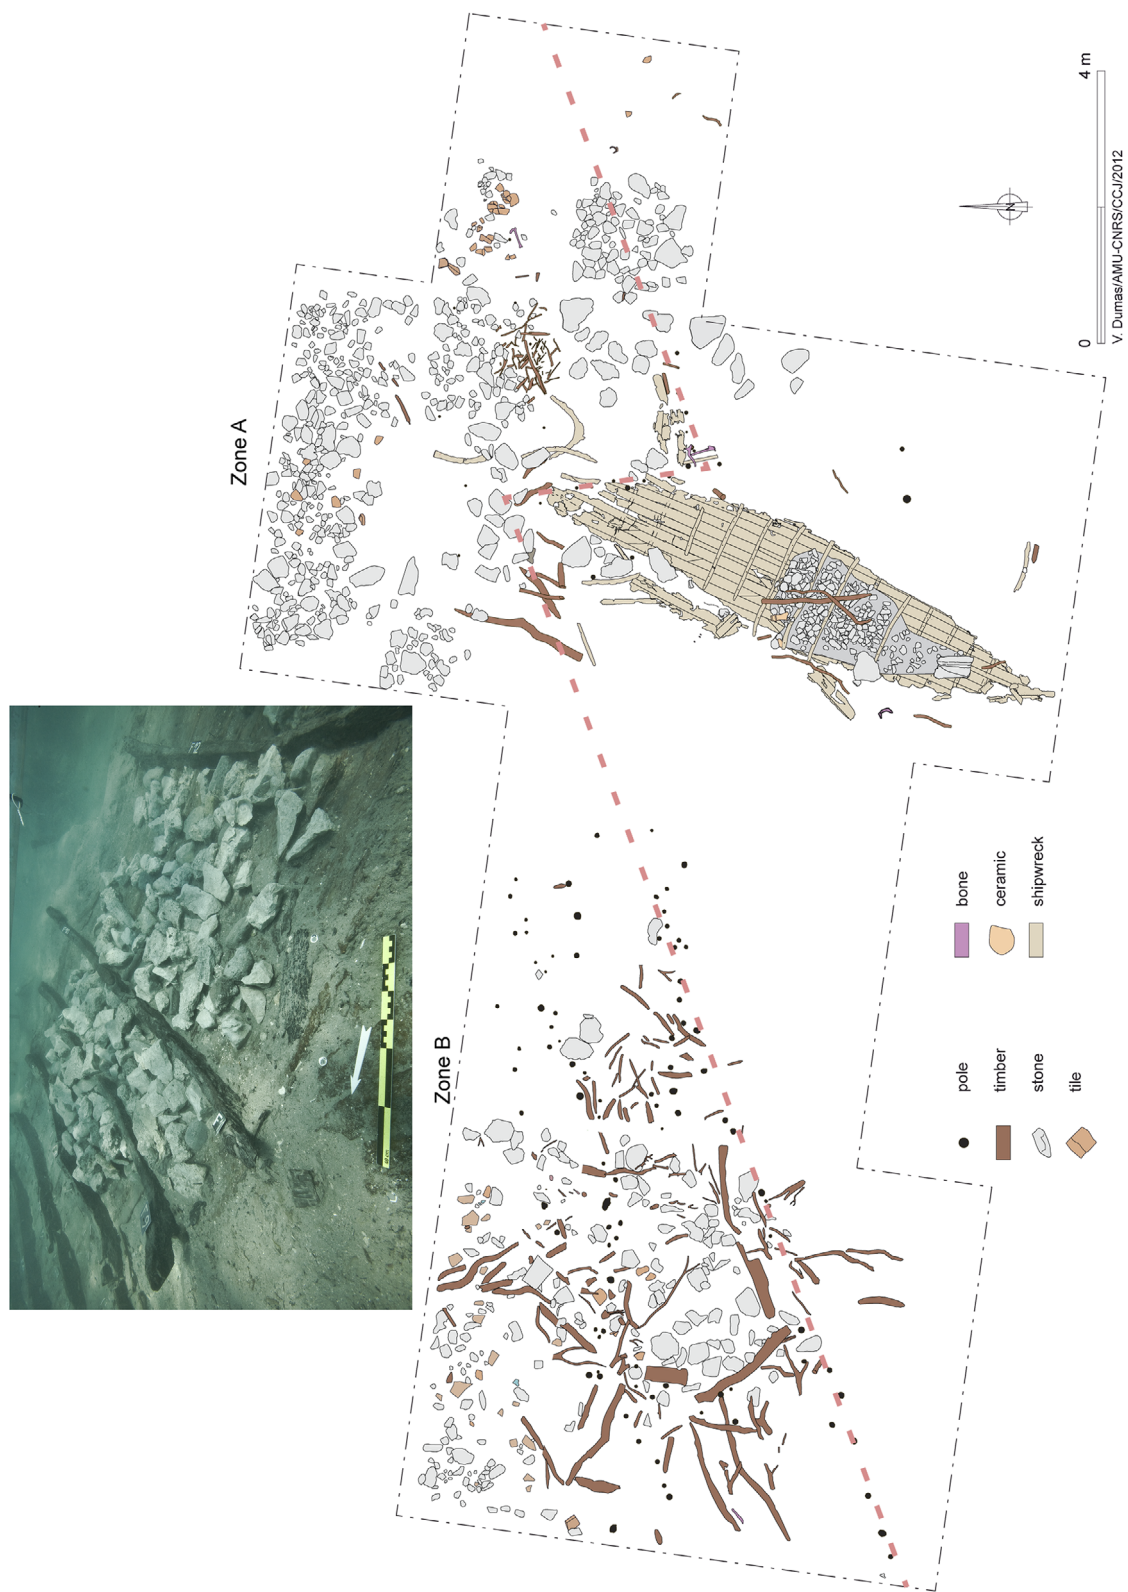 Zone A
Zone B
0
4 m
V. Dumas/AMU-CNRS/CCJ/2012
N
pole
timber
stone
tile
bone
ceramic
shipwreck